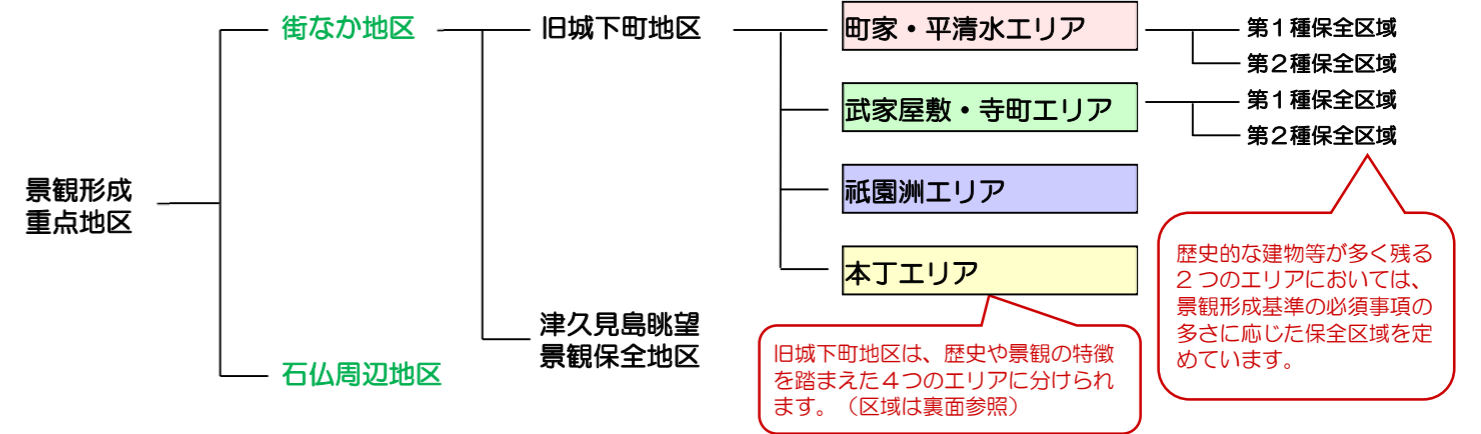 景観形成
重点地区
街なか地区
石仏周辺地区
旧城下町地区
津久見島眺望
景観保全地区
町家・平清水エリア
武家屋敷・寺町エリア
祇園洲エリア
本丁エリア
第1種保全区域
第2種保全区域
第1種保全区域
第2種保全区域
旧城下町地区は、歴史や景観の特徴
を踏まえた４つのエリアに分けられ
ます。（区域は裏面参照）
歴史的な建物等が多く残る
２つのエリアにおいては、
景観形成基準の必須事項の
多さに応じた保全区域を定
めています。